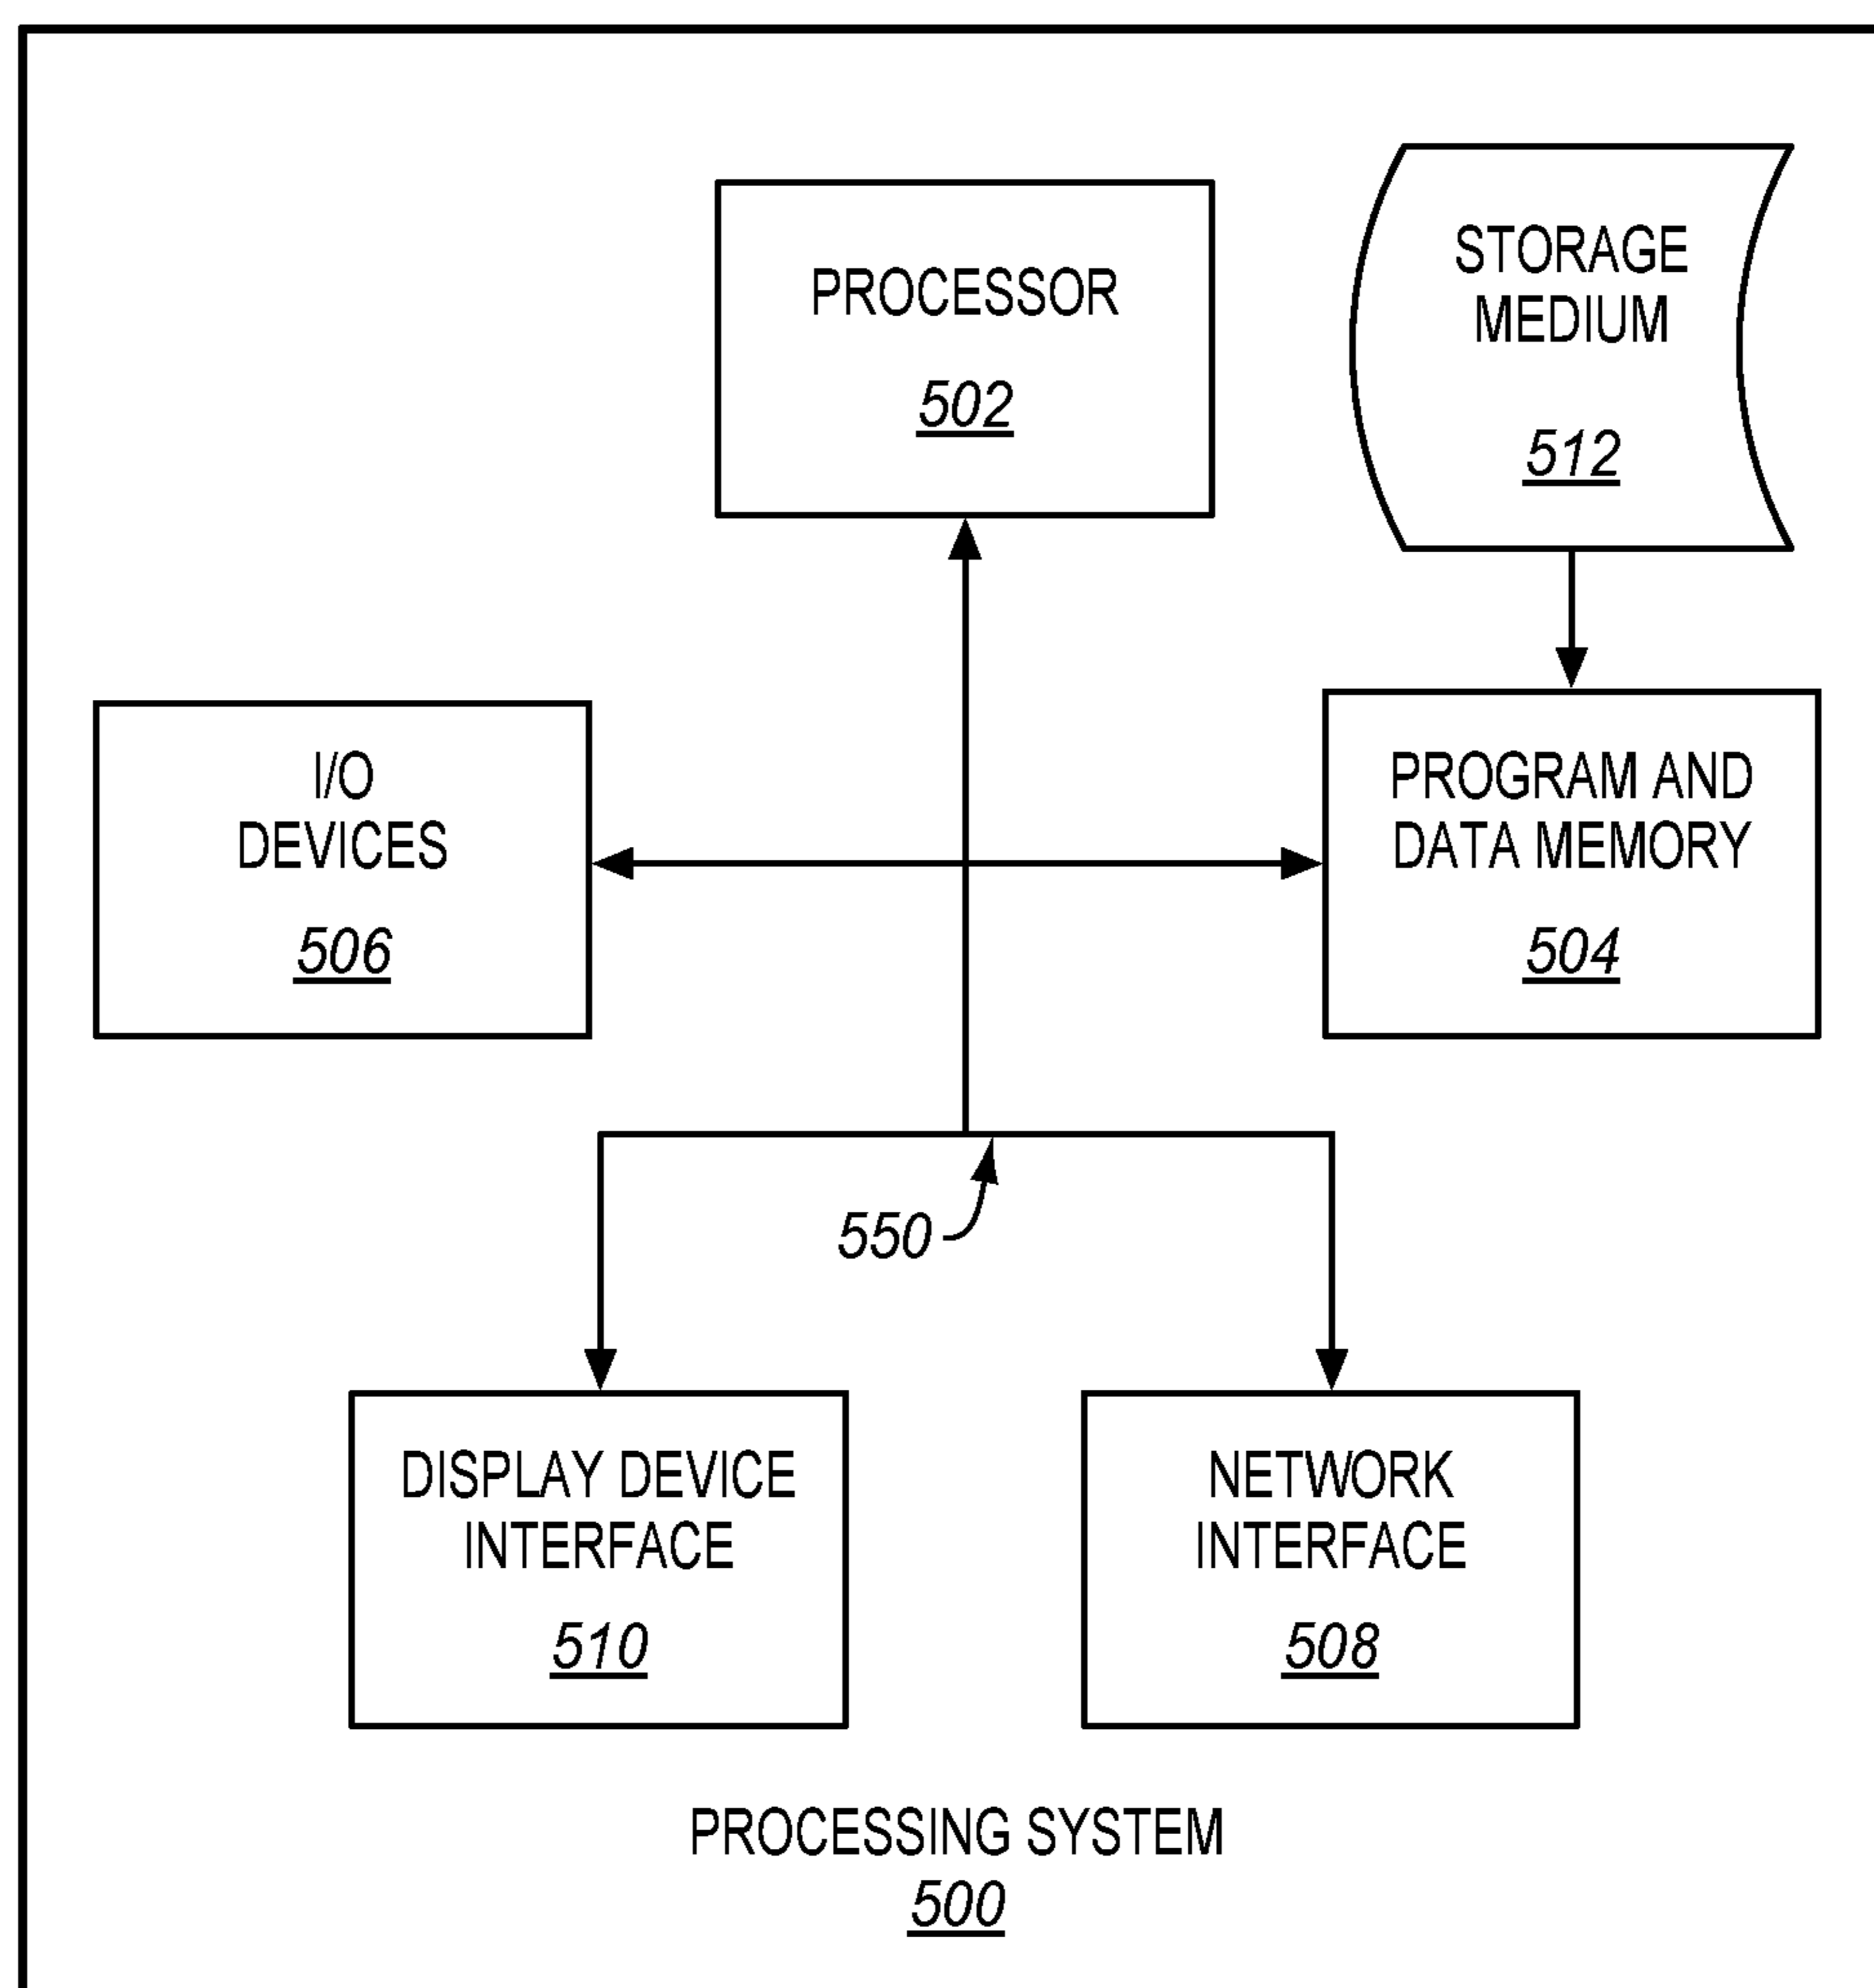 PROCESSOR
502
STORAGE
MEDIUM
512
I/O
DEVICES
506
PROGRAM AND
DATA MEMORY
504
550
DISPLAY DEVICE
INTERFACE
510
NETWORK
INTERFACE
508
PROCESSING SYSTEM
500